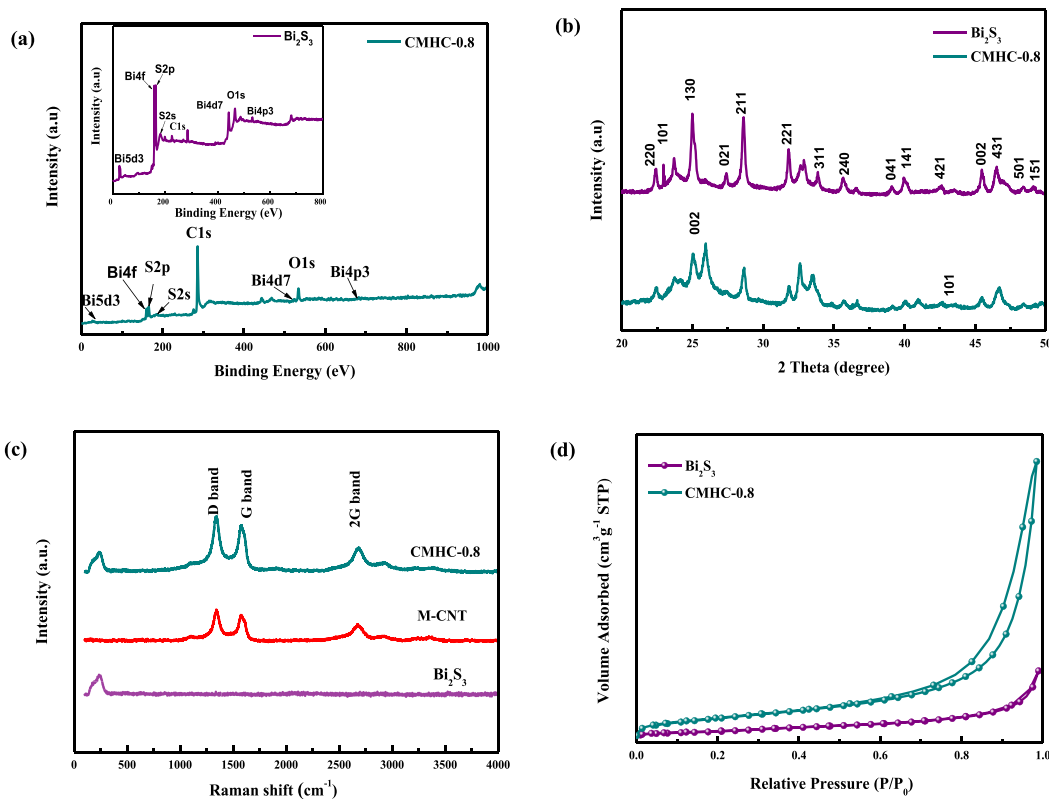 (a)
Bi₂S₃
CMHC-0.8
Intensity (a.u)
Intensity (a.u)
S2p
Bi4f
S2s
C1s
Bi4d7
O1s
Bi4p3
Bi5d3
0 200 400 600 800
Binding Energy (eV)
C1s
Bi4f
S2p
S2s
Bi5d3
Bi4d7
O1s
Bi4p3
0 200 400 600 800 1000
Binding Energy (eV)
(b)
Bi₂S₃
CMHC-0.8
Intensity (a.u)
220 101 130 021 211 221 311 240 041 141 421 002 431 501 151
002
101
20 25 30 35 40 45 50
2 Theta (degree)
(c)
D band
G band
2G band
CMHC-0.8
M-CNT
Bi₂S₃
Intensity (a.u.)
0 500 1000 1500 2000 2500 3000 3500 4000
Raman shift (cm⁻¹)
(d)
Bi₂S₃
CMHC-0.8
Volume Adsorbed (cm³g⁻¹ STP)
0.0 0.2 0.4 0.6 0.8 1.0
Relative Pressure (P/P₀)